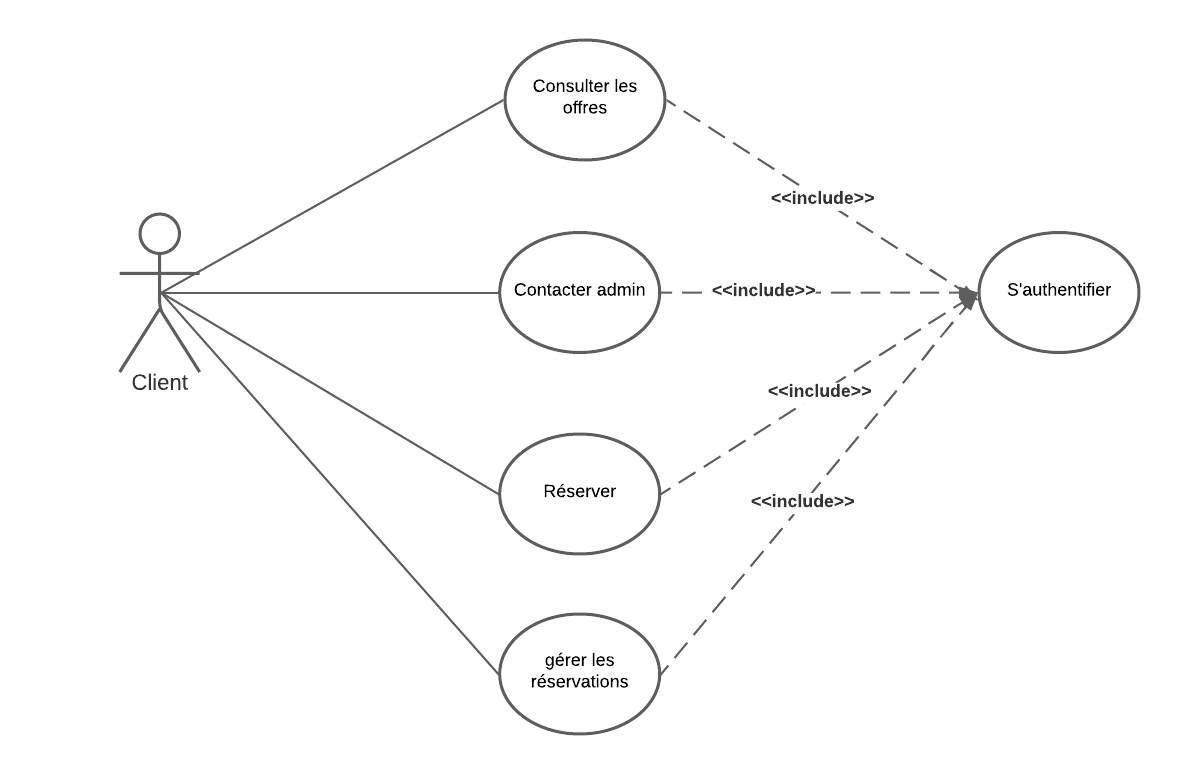 Consulter les
offres
<<include>>
Contacter admin
<<include>>
S'authentifier
Client
<<include>>
Réserver
<<include>>
gérer les
réservations